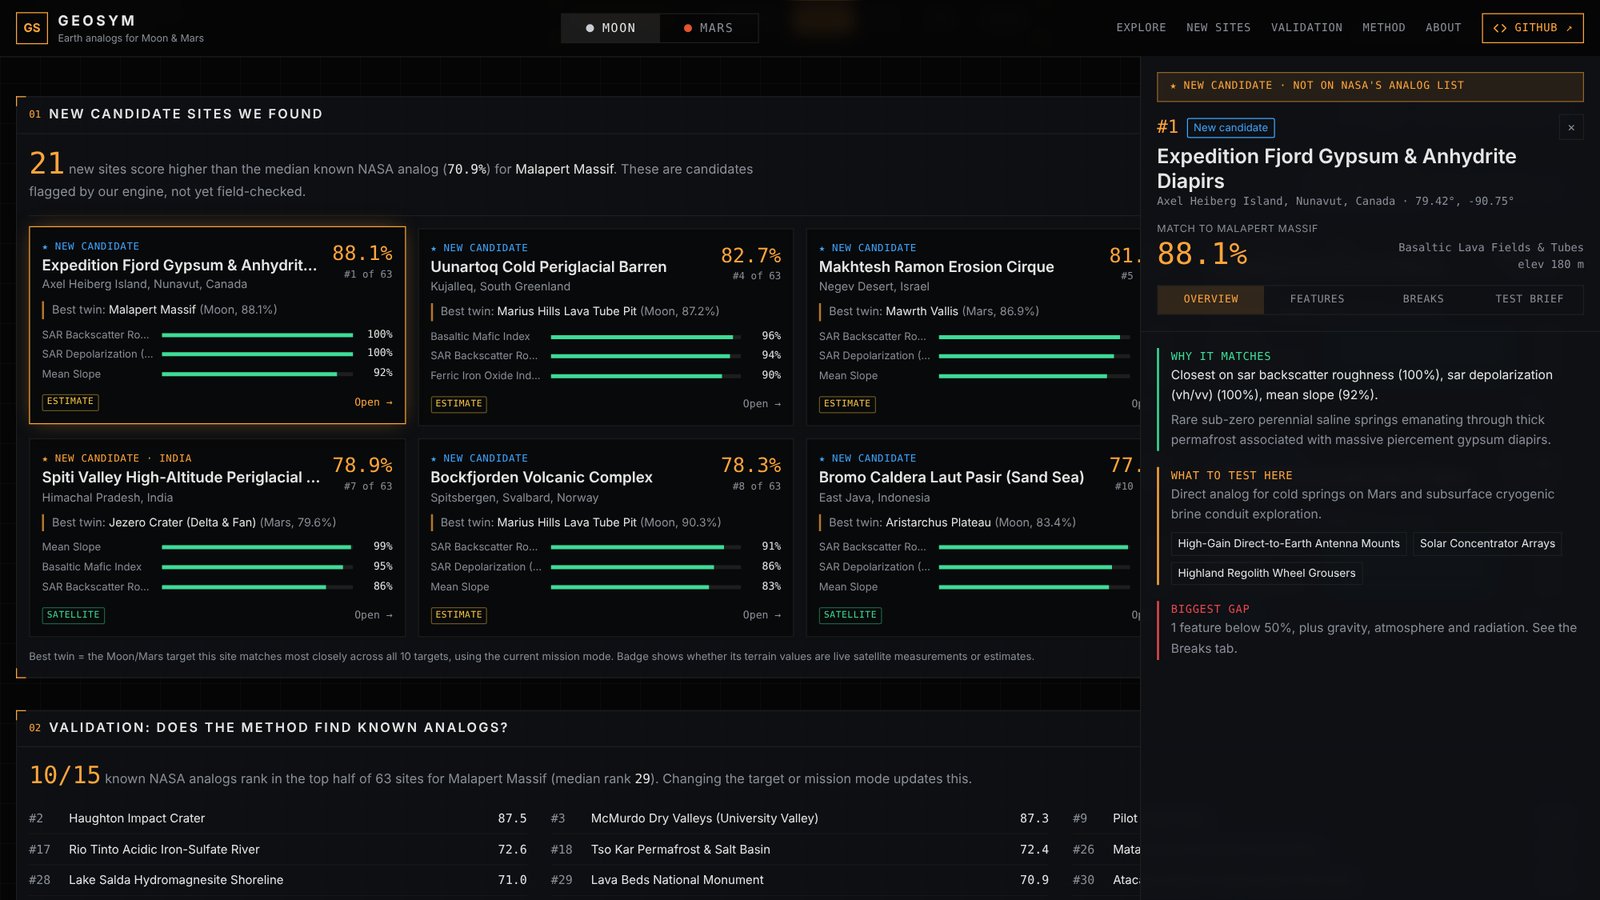 GS
GEOSYM
Earth analogs for Moon & Mars
MOON
MARS
EXPLORE
NEW SITES
VALIDATION
METHOD
ABOUT
<> GITHUB ↗
01 NEW CANDIDATE SITES WE FOUND
21 new sites score higher than the median known NASA analog (70.9%) for Malapert Massif. These are candidates
flagged by our engine, not yet field-checked.
★ NEW CANDIDATE
88.1%
Expedition Fjord Gypsum & Anhydrit...
#1 of 63
Axel Heiberg Island, Nunavut, Canada
Best twin: Malapert Massif (Moon, 88.1%)
SAR Backscatter Ro... 100%
SAR Depolarization (... 100%
Mean Slope 92%
ESTIMATE
Open →
★ NEW CANDIDATE
82.7%
Uunartoq Cold Periglacial Barren
#4 of 63
Kujalleq, South Greenland
Best twin: Marius Hills Lava Tube Pit (Moon, 87.2%)
Basaltic Mafic Index 96%
SAR Backscatter Ro... 94%
Ferric Iron Oxide Ind... 90%
ESTIMATE
Open →
★ NEW CANDIDATE
81.
Makhtesh Ramon Erosion Cirque
#5
Negev Desert, Israel
Best twin: Mawrth Vallis (Mars, 86.9%)
SAR Backscatter Ro...
SAR Depolarization (...
Mean Slope
ESTIMATE
★ NEW CANDIDATE · INDIA
78.9%
Spiti Valley High-Altitude Periglacial ...
#7 of 63
Himachal Pradesh, India
Best twin: Jezero Crater (Delta & Fan) (Mars, 79.6%)
Mean Slope 99%
Basaltic Mafic Index 95%
SAR Backscatter Ro... 86%
SATELLITE
Open →
★ NEW CANDIDATE
78.3%
Bockfjorden Volcanic Complex
#8 of 63
Spitsbergen, Svalbard, Norway
Best twin: Marius Hills Lava Tube Pit (Moon, 90.3%)
SAR Backscatter Ro... 91%
SAR Depolarization (... 86%
Mean Slope 83%
ESTIMATE
Open →
★ NEW CANDIDATE
77.
Bromo Caldera Laut Pasir (Sand Sea)
#10
East Java, Indonesia
Best twin: Aristarchus Plateau (Moon, 83.4%)
SAR Backscatter Ro...
SAR Depolarization (...
Mean Slope
SATELLITE
Best twin = the Moon/Mars target this site matches most closely across all 10 targets, using the current mission mode. Badge shows whether its terrain values are live satellite measurements or estimates.
02 VALIDATION: DOES THE METHOD FIND KNOWN ANALOGS?
10/15 known NASA analogs rank in the top half of 63 sites for Malapert Massif (median rank 29). Changing the target or mission mode updates this.
#2 Haughton Impact Crater 87.5
#3 McMurdo Dry Valleys (University Valley) 87.3
#9 Pilot
#17 Rio Tinto Acidic Iron-Sulfate River 72.6
#18 Tso Kar Permafrost & Salt Basin 72.4
#26 Mata
#28 Lake Salda Hydromagnesite Shoreline 71.0
#29 Lava Beds National Monument 70.9
#30 Atac
★ NEW CANDIDATE · NOT ON NASA'S ANALOG LIST
#1 New candidate
×
Expedition Fjord Gypsum & Anhydrite
Diapirs
Axel Heiberg Island, Nunavut, Canada · 79.42°, -90.75°
MATCH TO MALAPERT MASSIF
88.1%
Basaltic Lava Fields & Tubes
elev 180 m
OVERVIEW
FEATURES
BREAKS
TEST BRIEF
WHY IT MATCHES
Closest on sar backscatter roughness (100%), sar depolarization
(vh/vv) (100%), mean slope (92%).
Rare sub-zero perennial saline springs emanating through thick
permafrost associated with massive piercement gypsum diapirs.
WHAT TO TEST HERE
Direct analog for cold springs on Mars and subsurface cryogenic
brine conduit exploration.
High-Gain Direct-to-Earth Antenna Mounts
Solar Concentrator Arrays
Highland Regolith Wheel Grousers
BIGGEST GAP
1 feature below 50%, plus gravity, atmosphere and radiation. See the
Breaks tab.